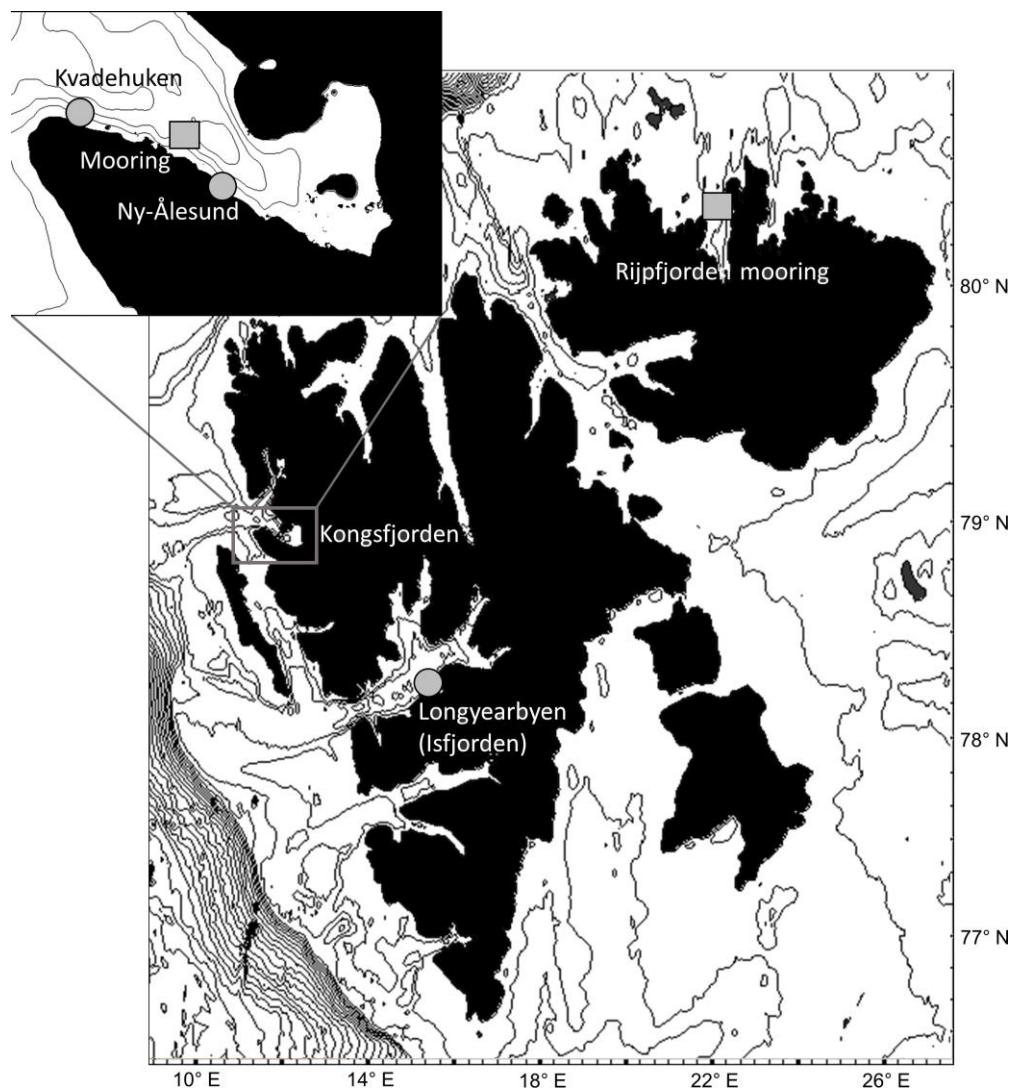 Kvadehuken
Mooring
Ny-Ålesund
Rijpfjorden mooring
80° N
79° N
Kongsfjorden
Longyearbyen
(Isfjorden)
78° N
77° N
10° E
14° E
18° E
22° E
26° E